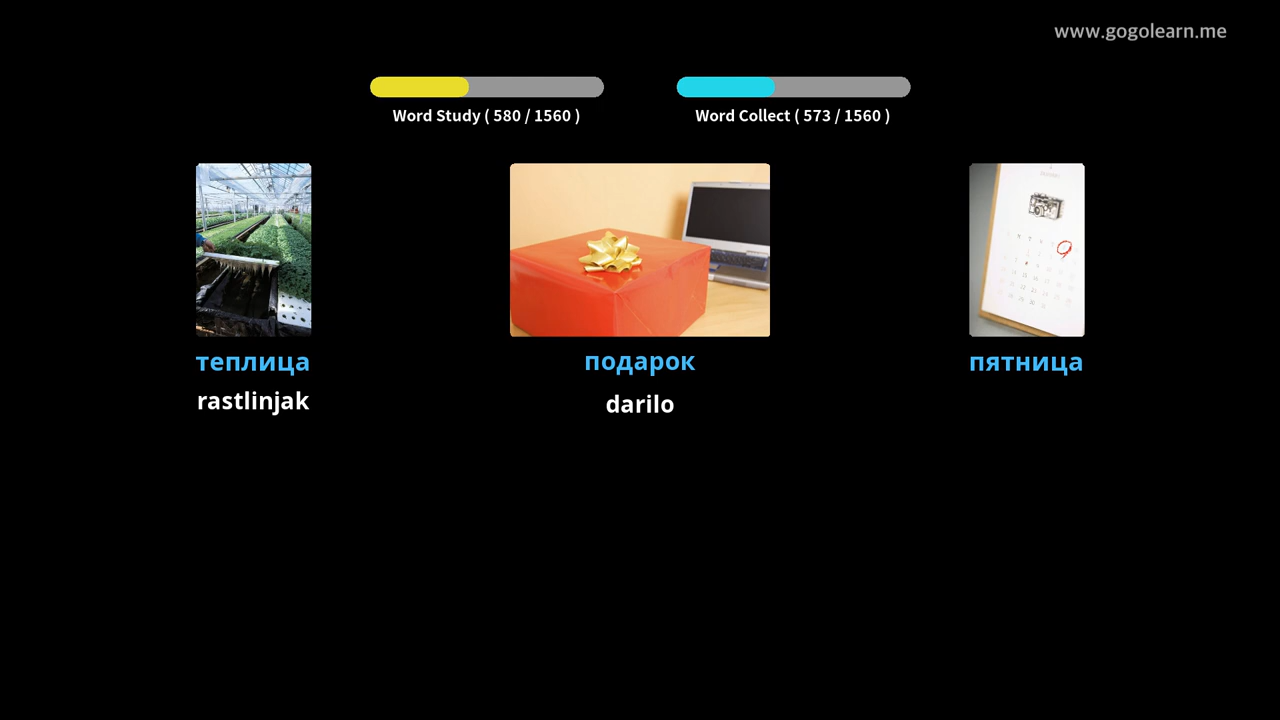 www.gogolearn.me
Word Study ( 580 / 1560 )
Word Collect ( 573 / 1560 )
теплица
подарок
пятница
rastlinjak
darilo